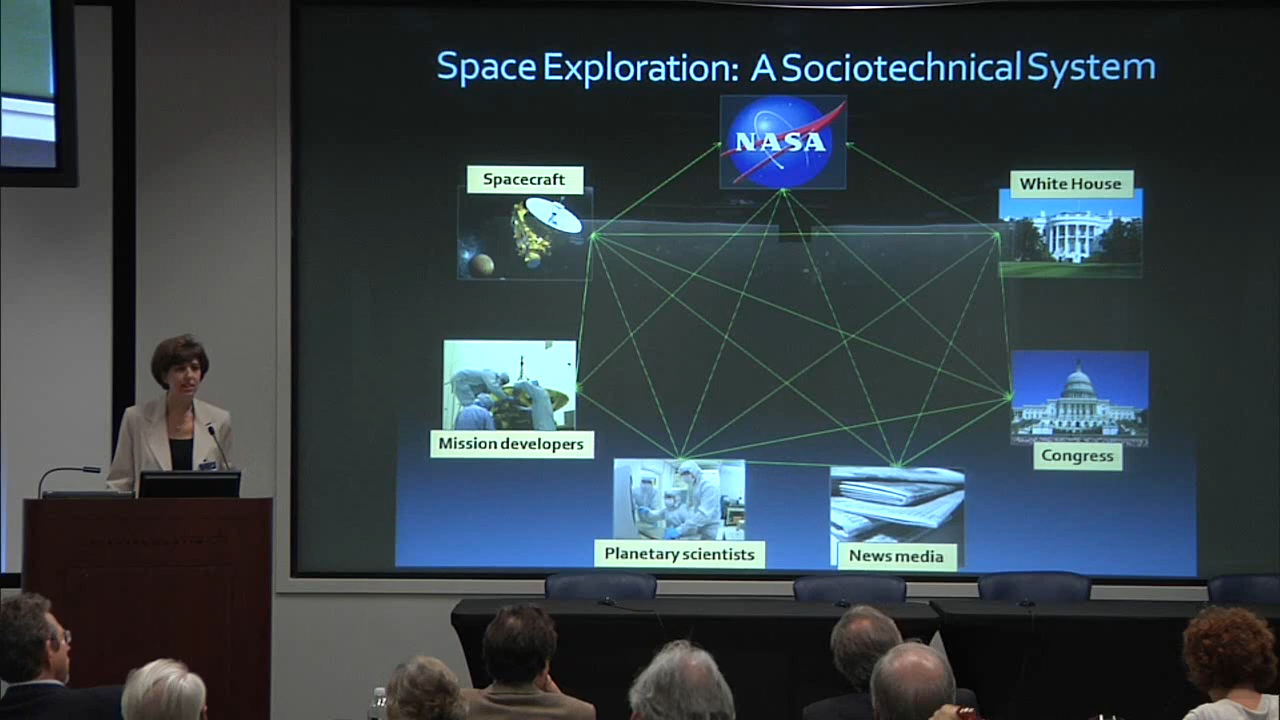 Space Exploration: A Sociotechnical System
NASA
Spacecraft
White House
Mission developers
Congress
Planetary scientists
News media